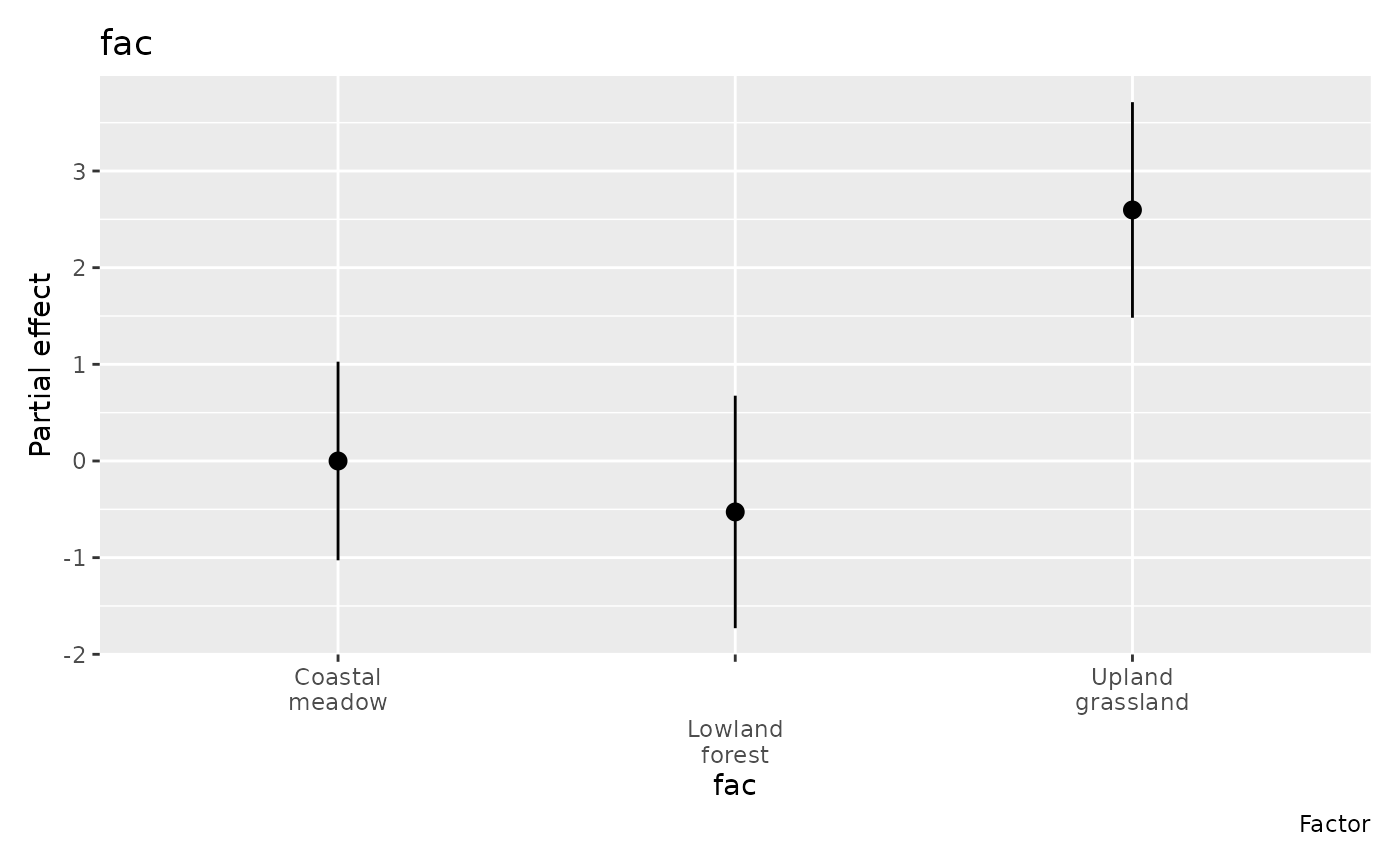 fac
Partial effect
3
2
1
0
-1
-2
Coastal
meadow
Lowland
forest
Upland
grassland
fac
Factor